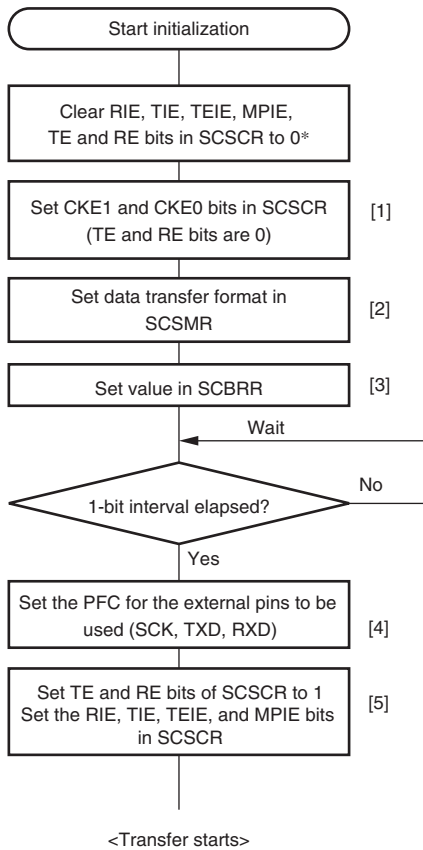 Start initialization
Clear RIE, TIE, TEIE, MPIE,
TE and RE bits in SCSCR to 0*
Set CKE1 and CKE0 bits in SCSCR
(TE and RE bits are 0)
[1]
Set data transfer format in
SCSMR
[2]
Set value in SCBRR
[3]
Wait
1-bit interval elapsed?
No
Yes
Set the PFC for the external pins to be
used (SCK, TXD, RXD)
[4]
Set TE and RE bits of SCSCR to 1
Set the RIE, TIE, TEIE, and MPIE bits
in SCSCR
[5]
<Transfer starts>